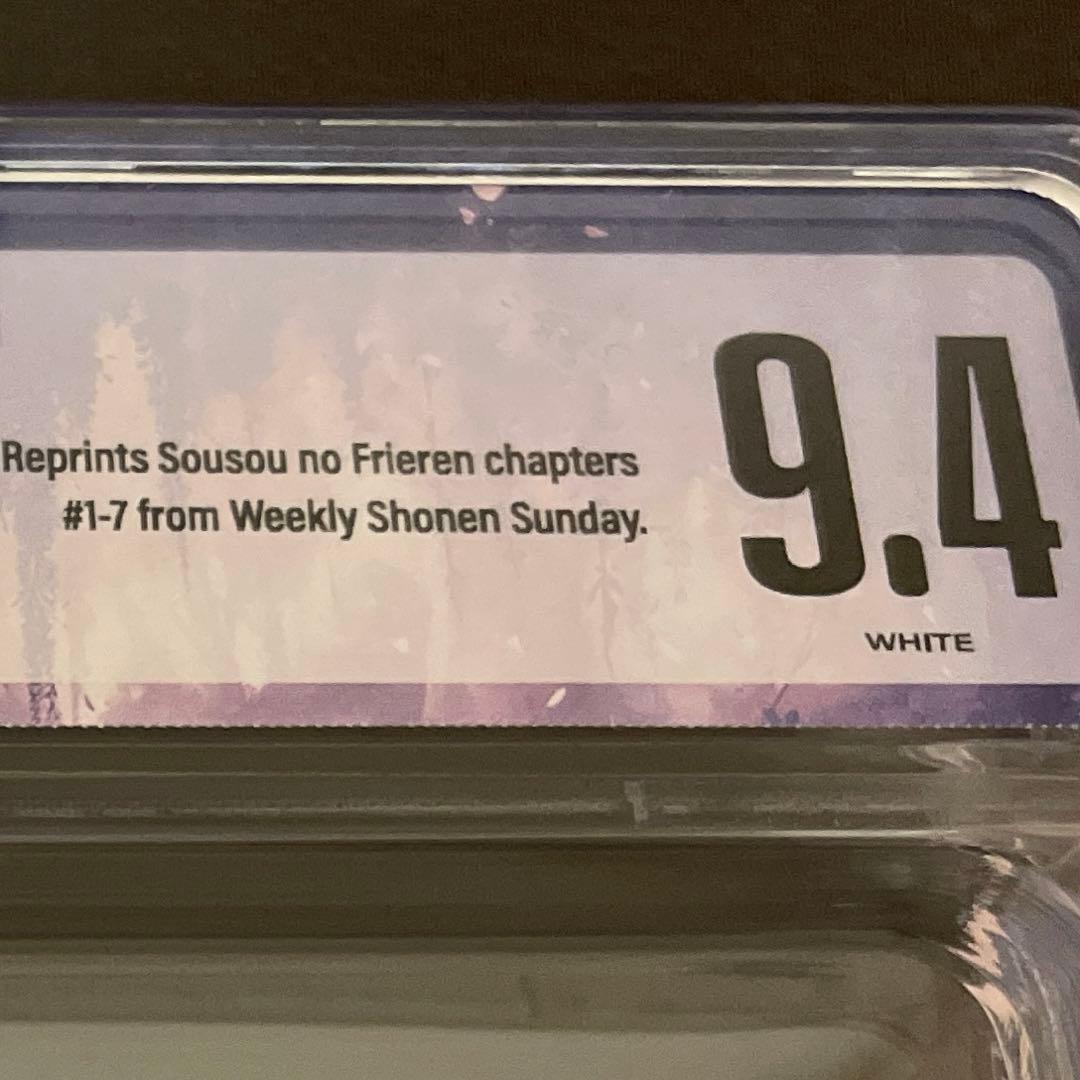 Reprints Sousou no Frieren chapters
#1-7 from Weekly Shonen Sunday.
9.4
WHITE